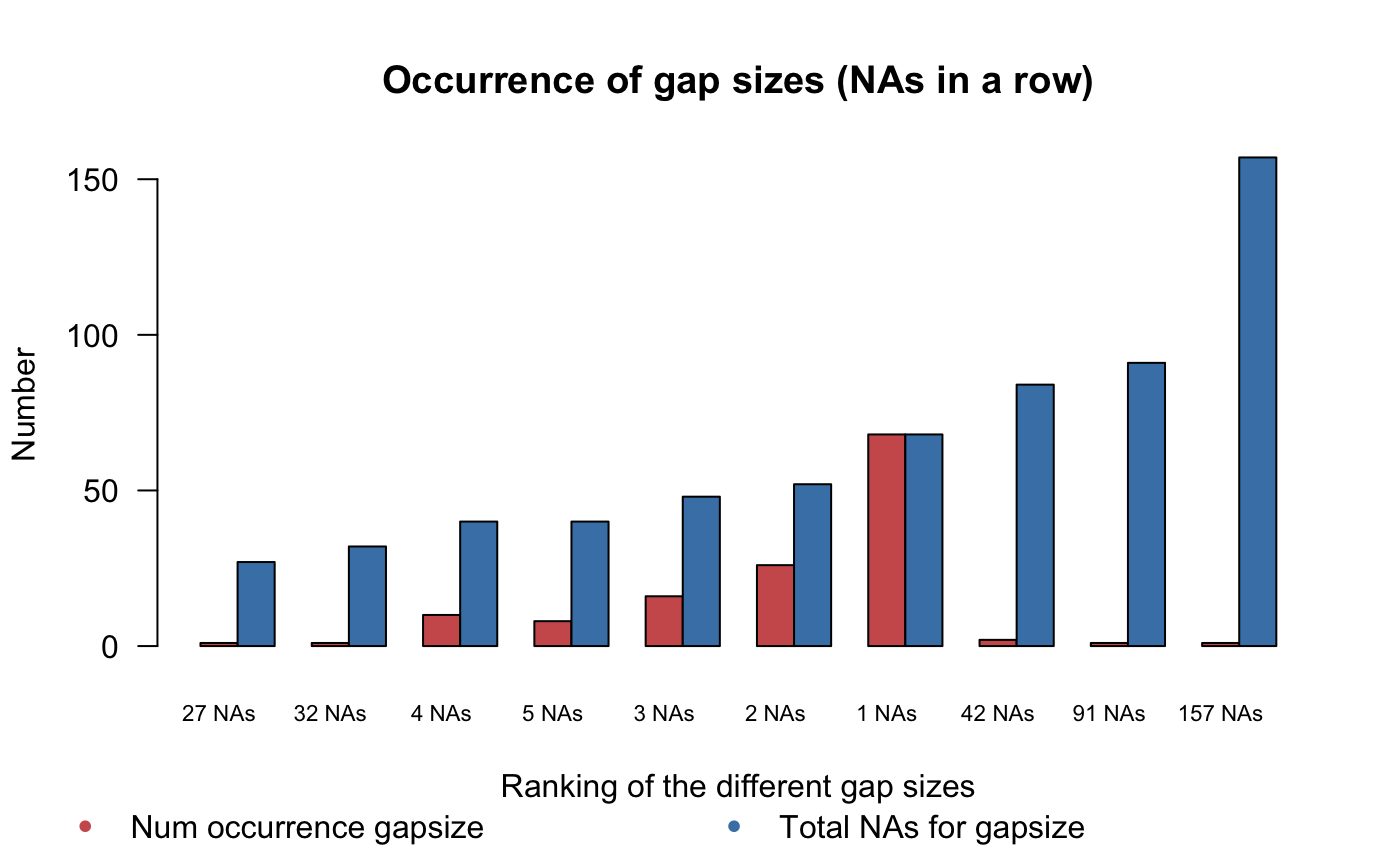 Occurrence of gap sizes (NAs in a row)
Number
150
100
50
0
27 NAs 32 NAs 4 NAs 5 NAs 3 NAs 2 NAs 1 NAs 42 NAs 91 NAs 157 NAs
Ranking of the different gap sizes
Num occurrence gapsize Total NAs for gapsize